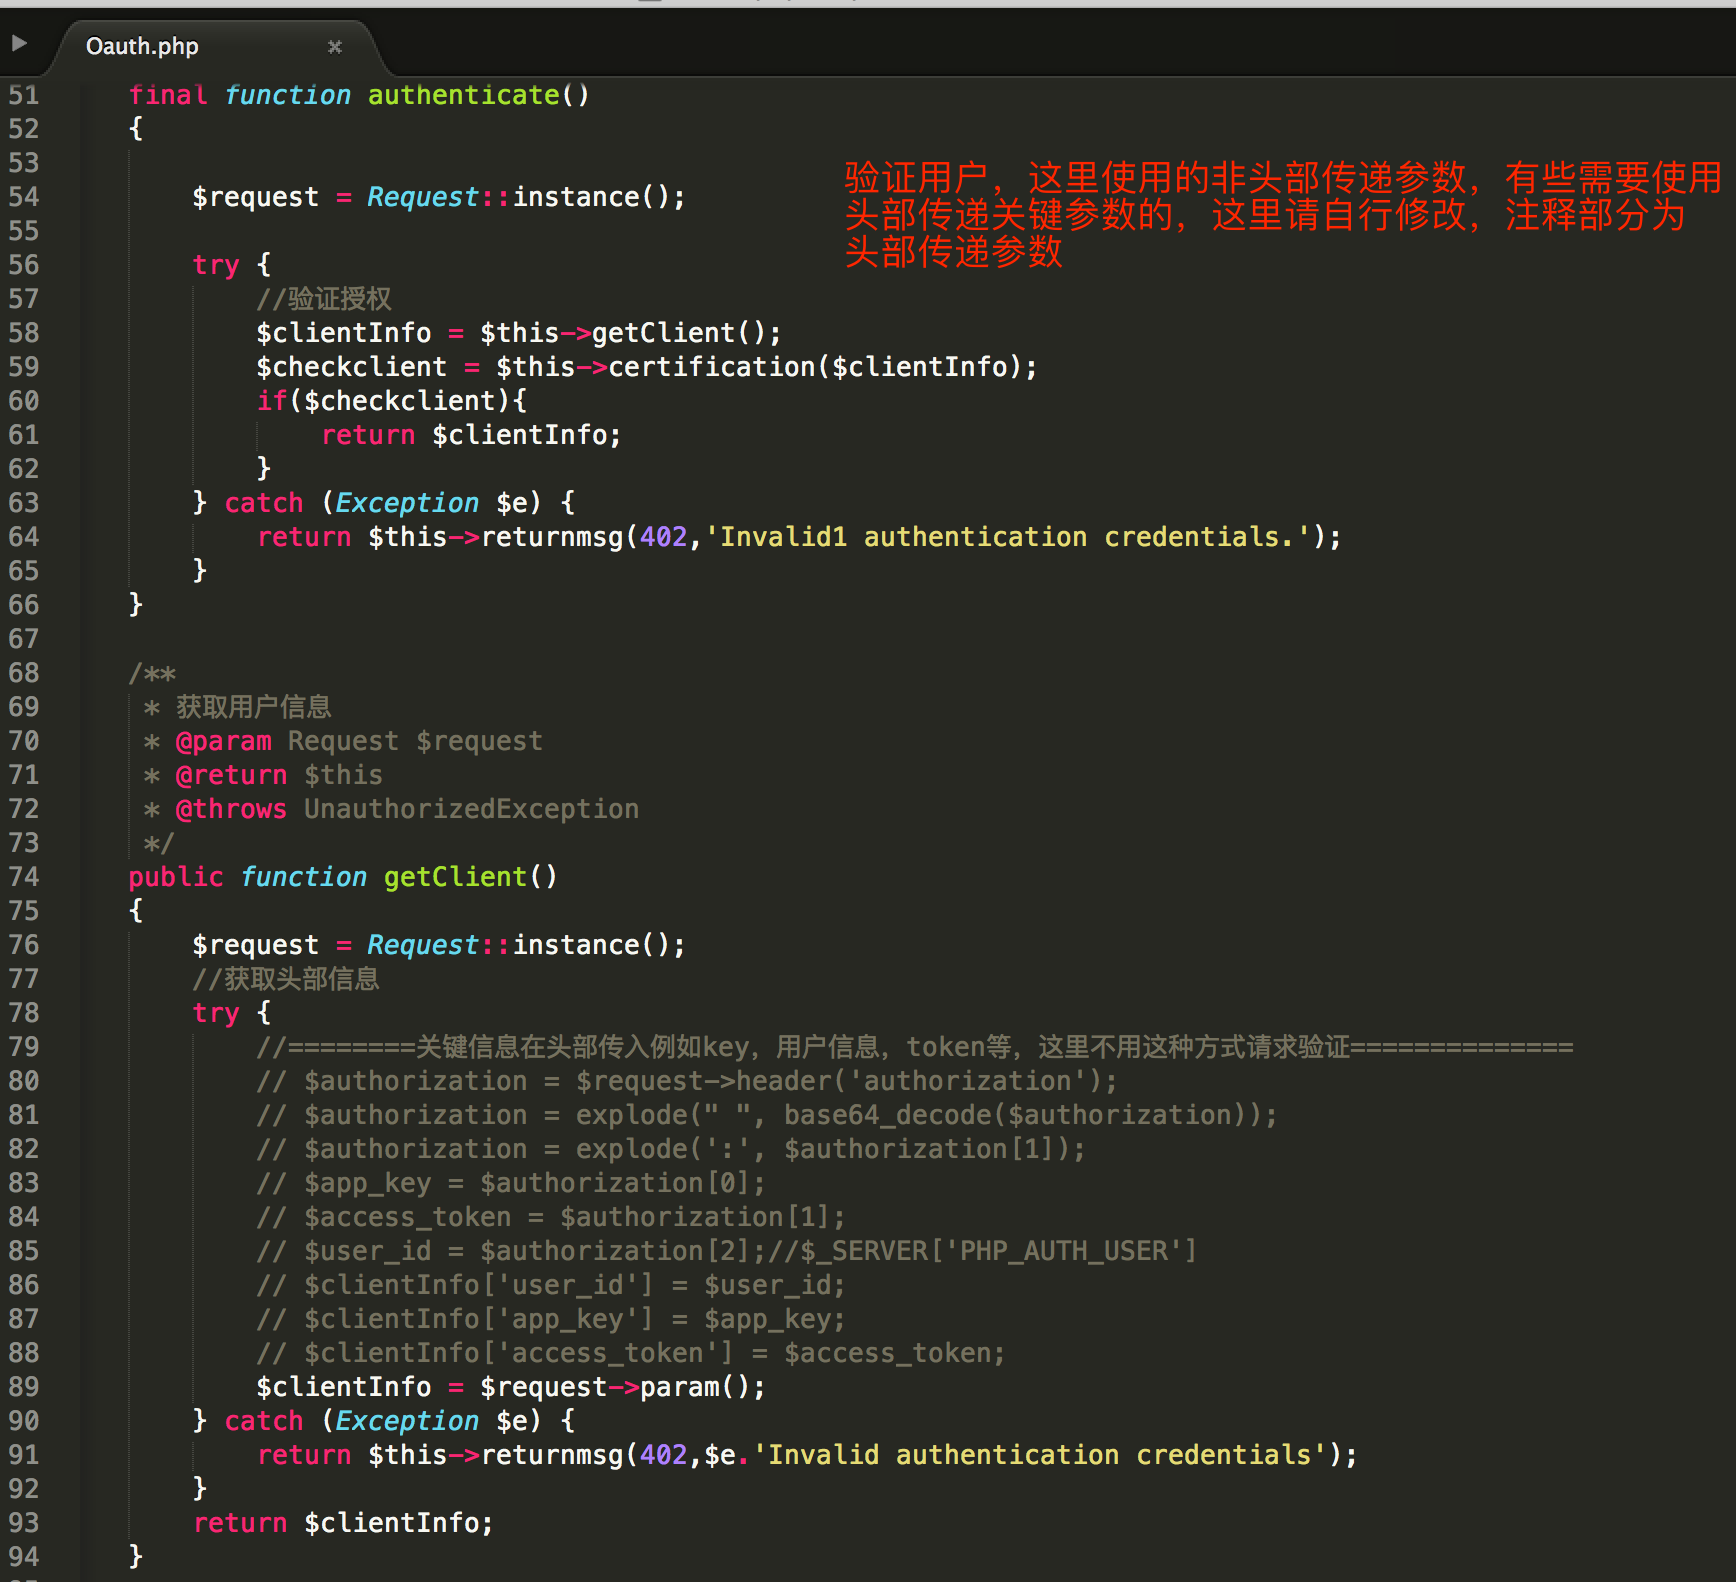 Oauth.php ×
51 final function authenticate()
52 {
53
54 $request = Request::instance();
验证用户，这里使用的非头部传递参数，有些需要使用
头部传递关键参数的，这里请自行修改，注释部分为
头部传递参数
55
56 try {
57 //验证授权
58 $clientInfo = $this->getClient();
59 $checkclient = $this->certification($clientInfo);
60 if($checkclient){
61 return $clientInfo;
62 }
63 } catch (Exception $e) {
64 return $this->returnmsg(402,'Invalid1 authentication credentials.');
65 }
66 }
67
68 /**
69 * 获取用户信息
70 * @param Request $request
71 * @return $this
72 * @throws UnauthorizedException
73 */
74 public function getClient()
75 {
76 $request = Request::instance();
77 //获取头部信息
78 try {
79 //========关键信息在头部传入例如key，用户信息，token等，这里不用这种方式请求验证==============
80 // $authorization = $request->header('authorization');
81 // $authorization = explode(" ", base64_decode($authorization));
82 // $authorization = explode(':', $authorization[1]);
83 // $app_key = $authorization[0];
84 // $access_token = $authorization[1];
85 // $user_id = $authorization[2];//$_SERVER['PHP_AUTH_USER']
86 // $clientInfo['user_id'] = $user_id;
87 // $clientInfo['app_key'] = $app_key;
88 // $clientInfo['access_token'] = $access_token;
89 $clientInfo = $request->param();
90 } catch (Exception $e) {
91 return $this->returnmsg(402,$e.'Invalid authentication credentials');
92 }
93 return $clientInfo;
94 }